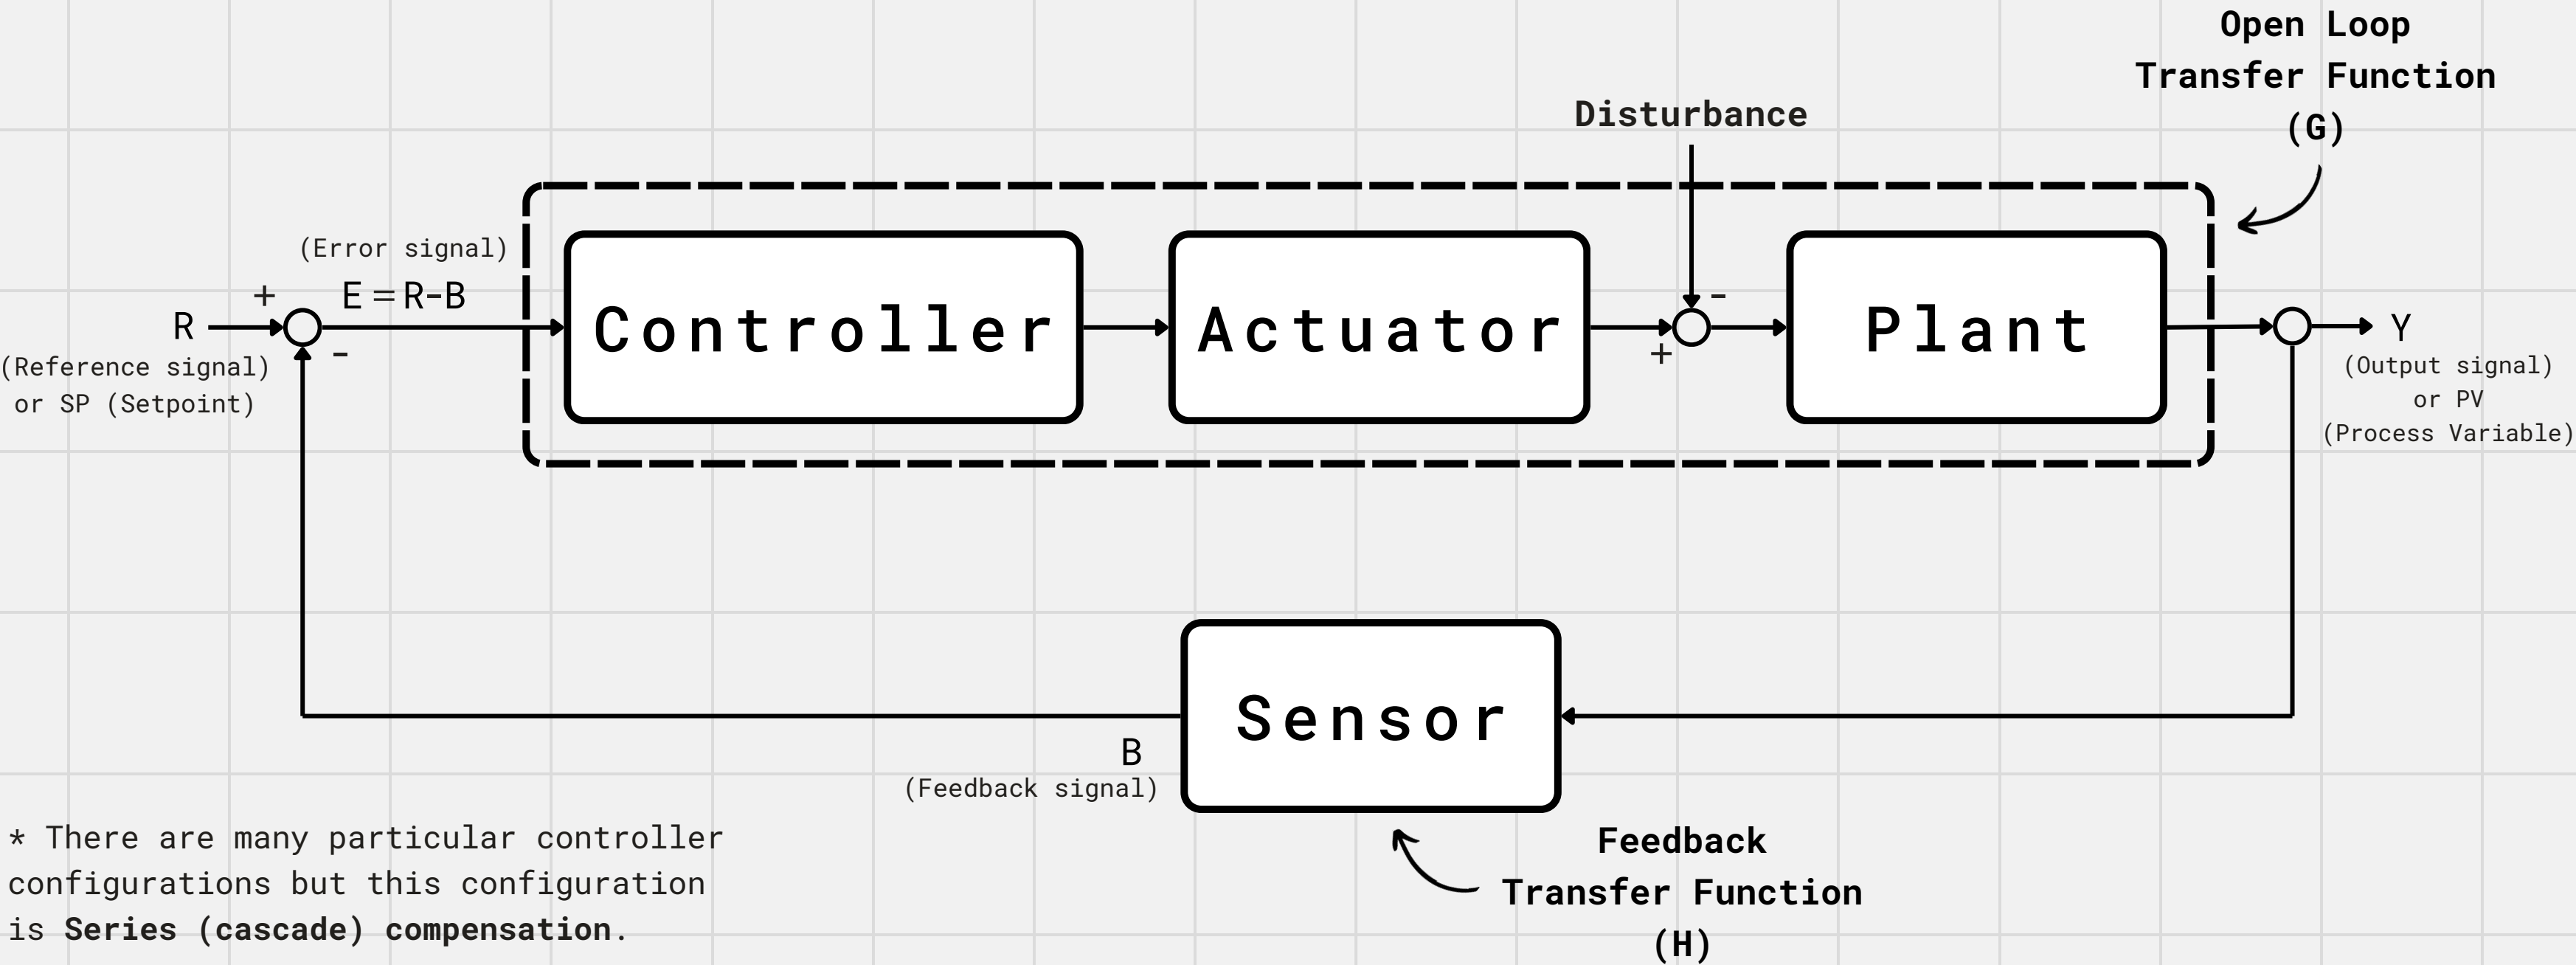 Open Loop
Transfer Function
(G)
Disturbance
(Error signal)
E=R-B
+
R
-
(Reference signal)
or SP (Setpoint)
Controller
Actuator
-
+
Plant
Y
(Output signal)
or PV
(Process Variable)
Sensor
B
(Feedback signal)
Feedback
Transfer Function
(H)
* There are many particular controller
configurations but this configuration
is Series (cascade) compensation.